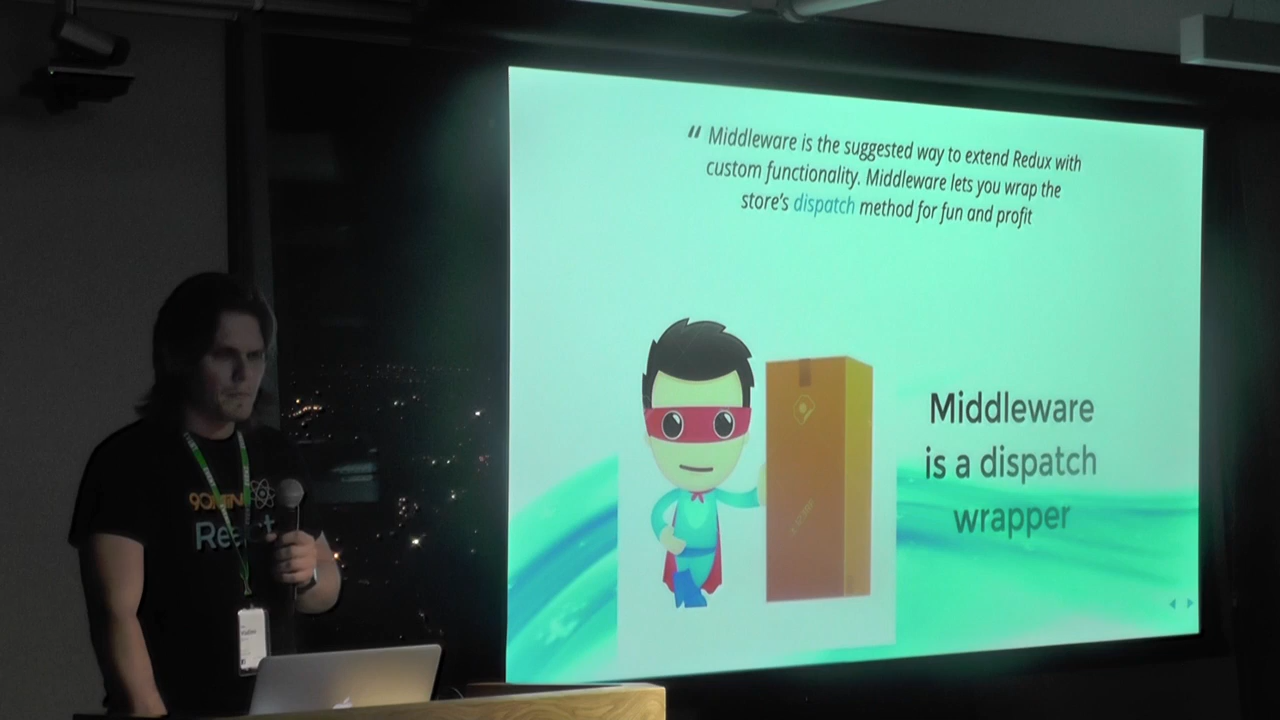 “ Middleware is the suggested way to extend Redux with
custom functionality. Middleware lets you wrap the
store's dispatch method for fun and profit
Middleware
is a dispatch
wrapper
90MIN
React